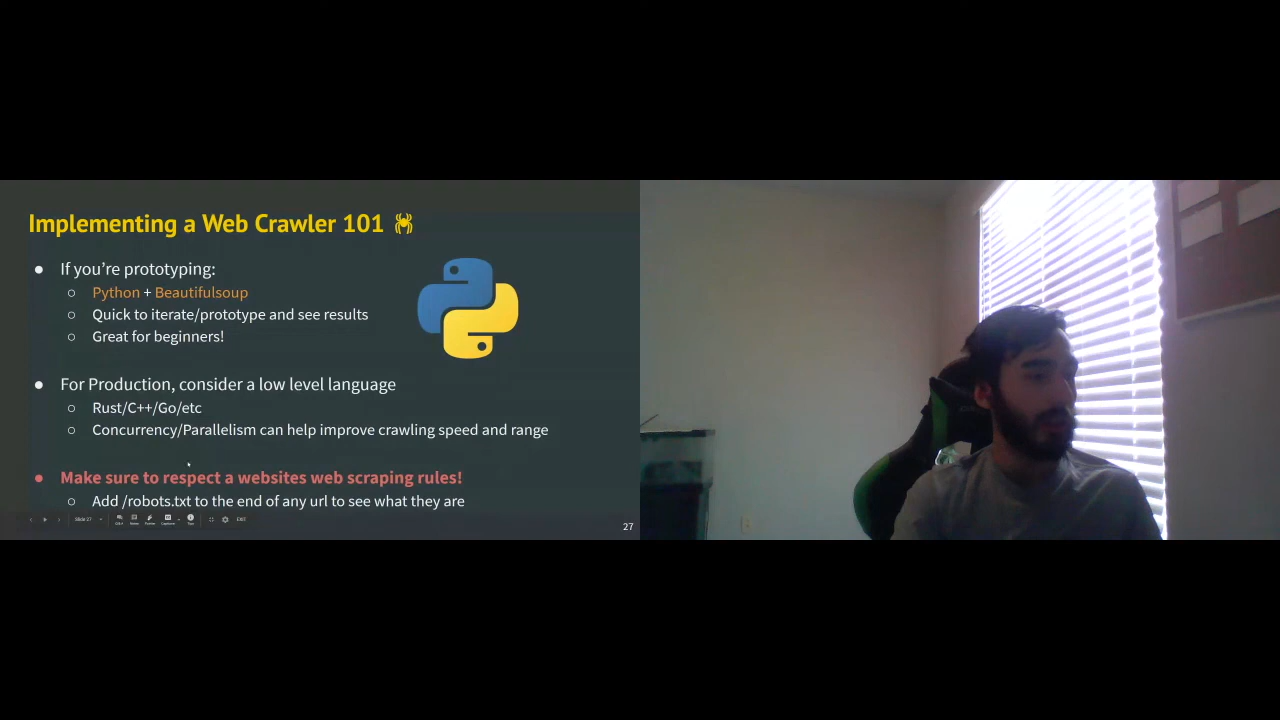 Implementing a Web Crawler 101
If you’re prototyping:
Python + Beautifulsoup
Quick to iterate/prototype and see results
Great for beginners!
For Production, consider a low level language
Rust/C++/Go/etc
Concurrency/Parallelism can help improve crawling speed and range
Make sure to respect a websites web scraping rules!
Add /robots.txt to the end of any url to see what they are
Slide 27
EXIT
27